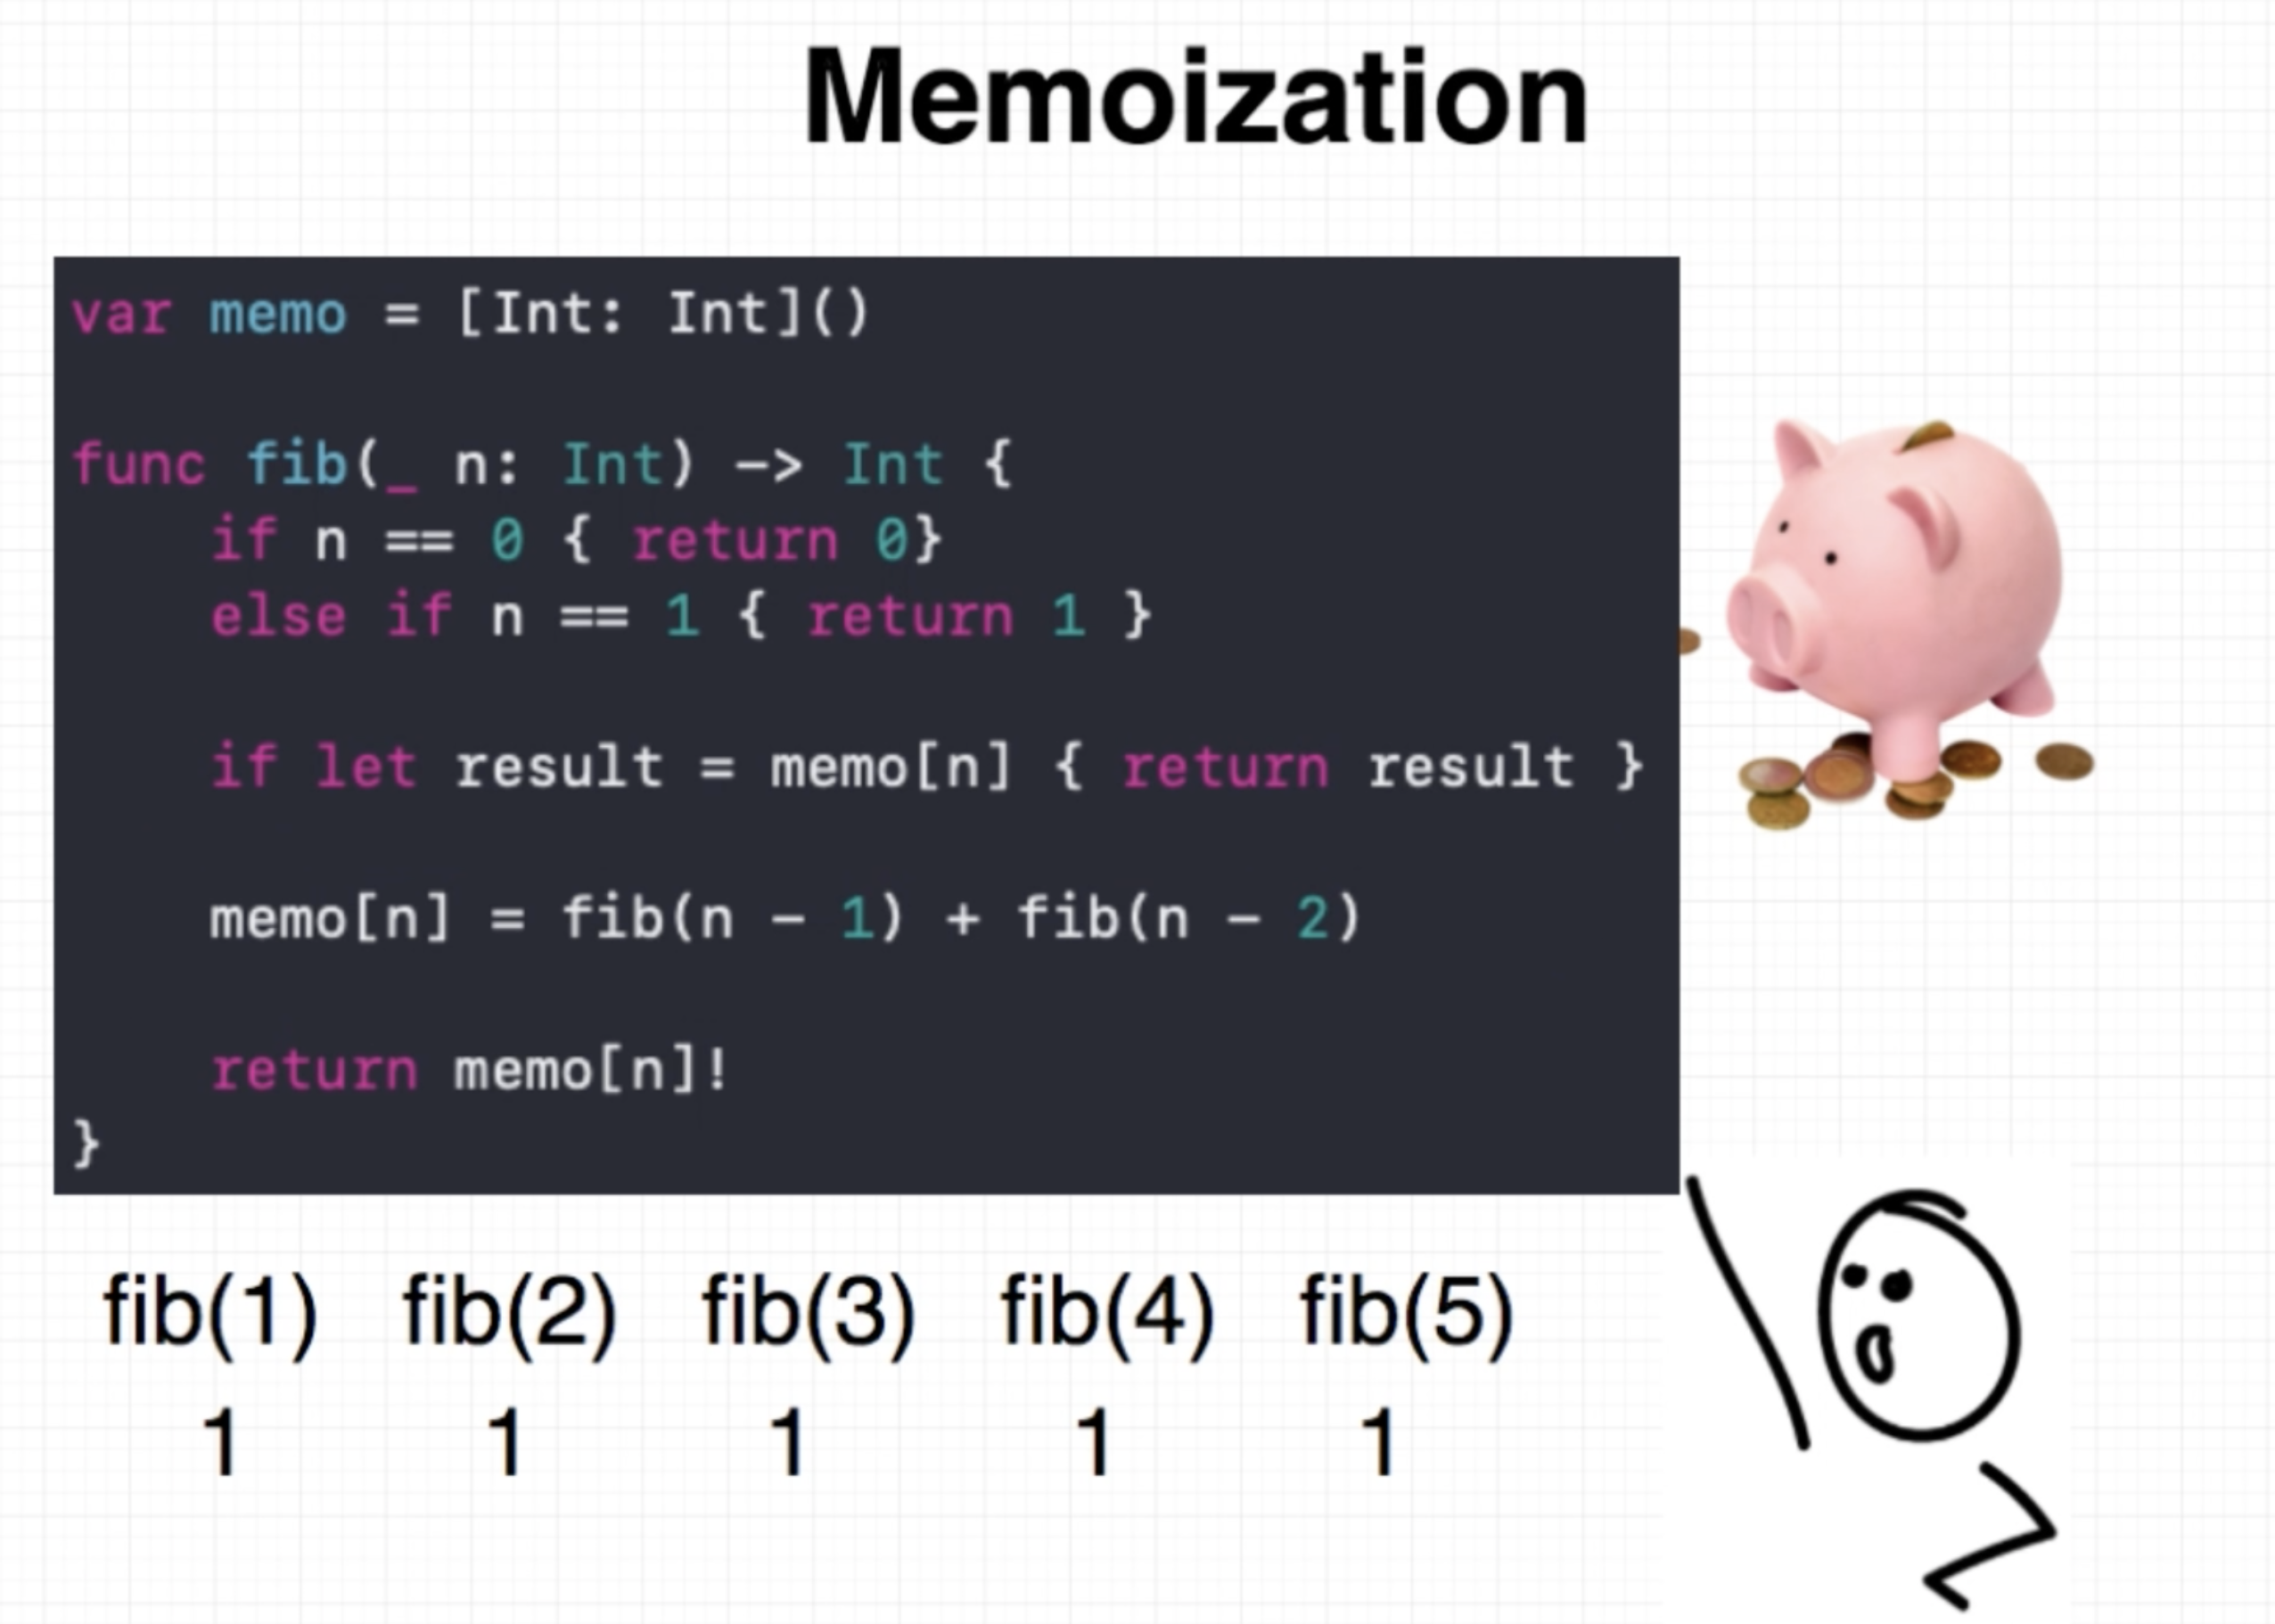 Memoization
var memo = [Int: Int]()
func fib(_ n: Int) -> Int {
if n == 0 { return 0}
else if n == 1 { return 1 }
if let result = memo[n] { return result }
memo[n] = fib(n - 1) + fib(n - 2)
return memo[n]!
}
fib(1) fib(2) fib(3) fib(4) fib(5)
1 1 1 1 1